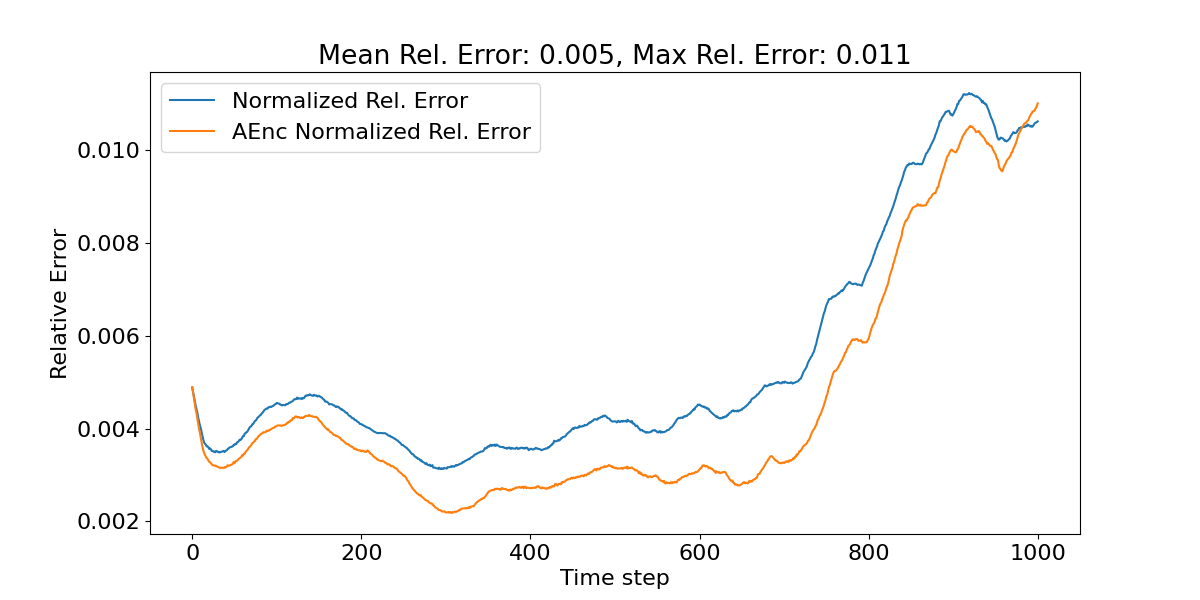 Mean Rel. Error: 0.005, Max Rel. Error: 0.011
Normalized Rel. Error
AEnc Normalized Rel. Error
Relative Error
0.010
0.008
0.006
0.004
0.002
0 200 400 600 800 1000
Time step